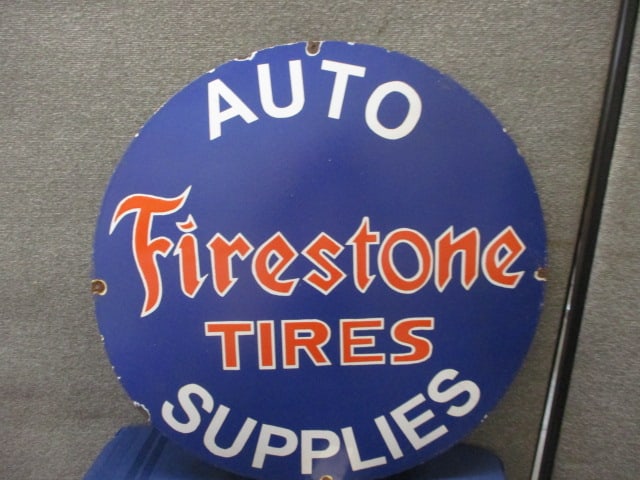 AUTO
Firestone
TIRES
SUPPLIES